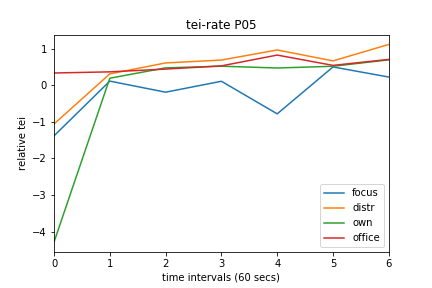 tei-rate P05
relative tei
1
0
−1
−2
−3
−4
0 1 2 3 4 5 6
time intervals (60 secs)
focus
distr
own
office